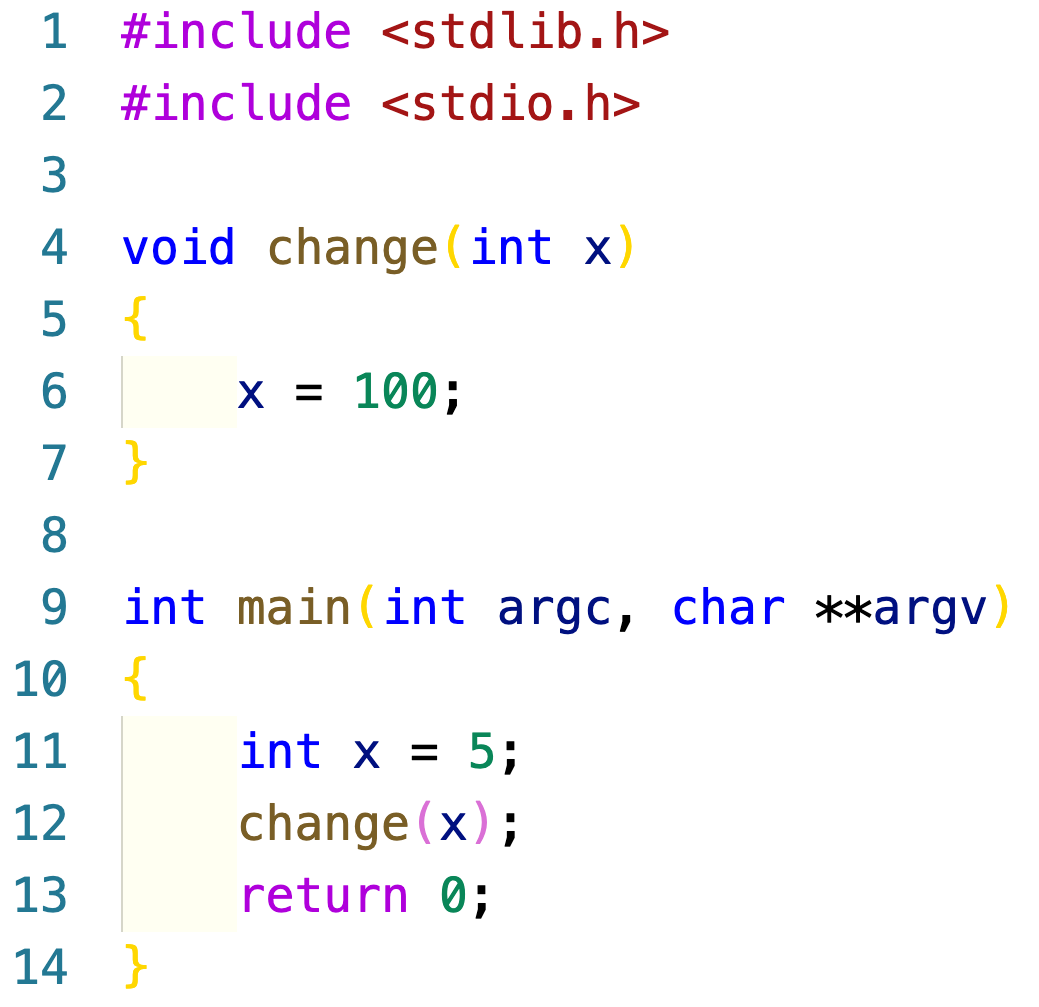 1 #include <stdlib.h>
2 #include <stdio.h>
3
4 void change(int x)
5 {
6     x = 100;
7 }
8
9 int main(int argc, char **argv)
10 {
11     int x = 5;
12     change(x);
13     return 0;
14 }